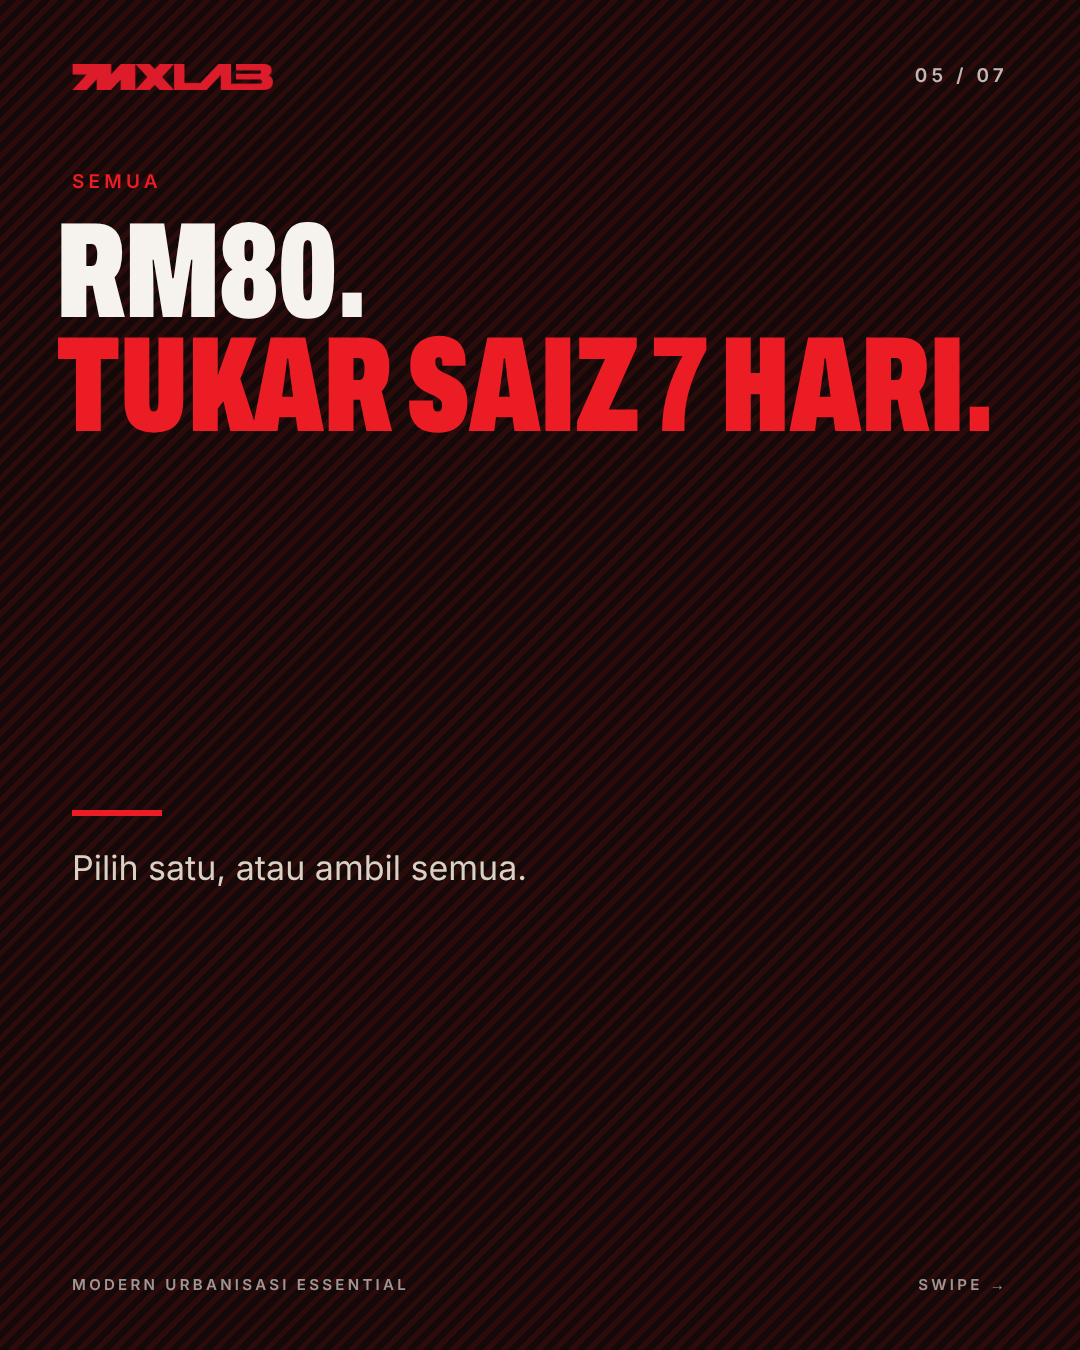 MXLAB
05 / 07
SEMUA
RM80.
TUKAR SAIZ 7 HARI.
Pilih satu, atau ambil semua.
MODERN URBANISASI ESSENTIAL
SWIPE →